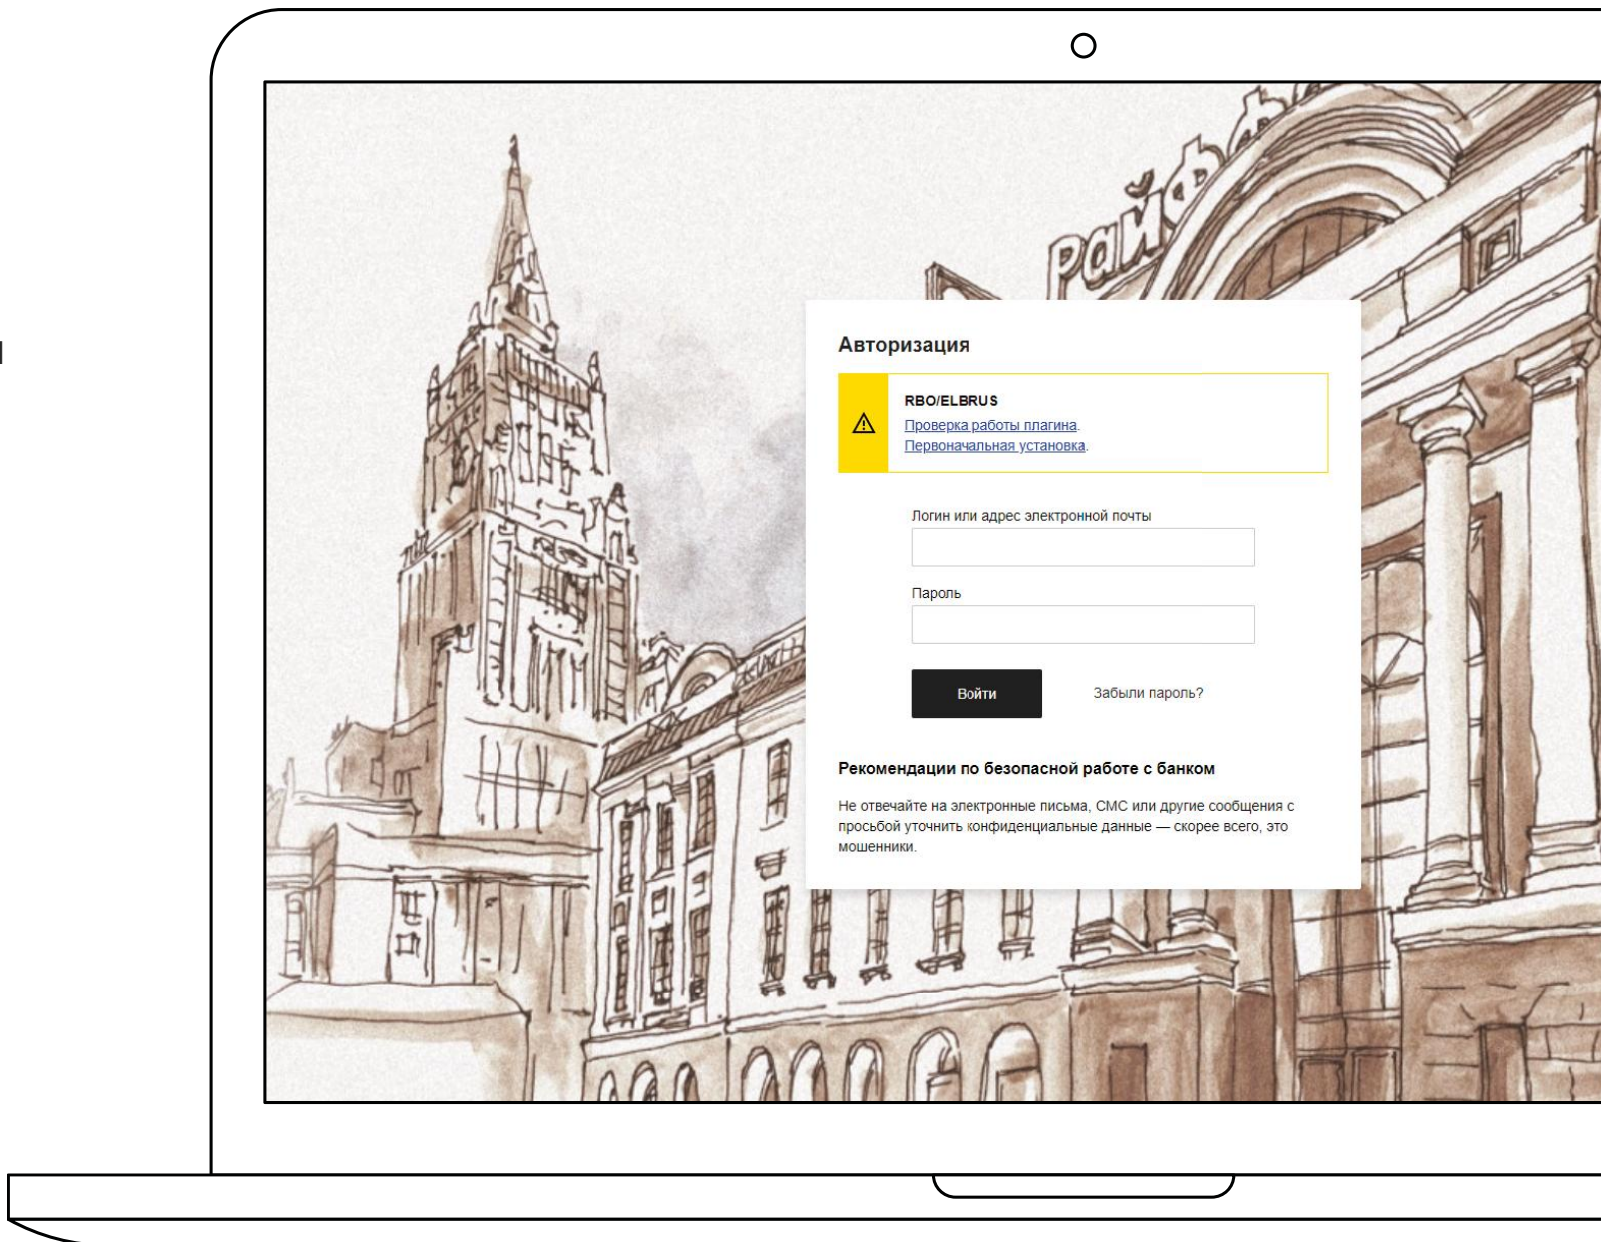 Райф
Авторизация
RBO/ELBRUS
Проверка работы плагина.
Первоначальная установка.
Логин или адрес электронной почты
Пароль
Войти
Забыли пароль?
Рекомендации по безопасной работе с банком
Не отвечайте на электронные письма, СМС или другие сообщения с
просьбой уточнить конфиденциальные данные — скорее всего, это
мошенники.